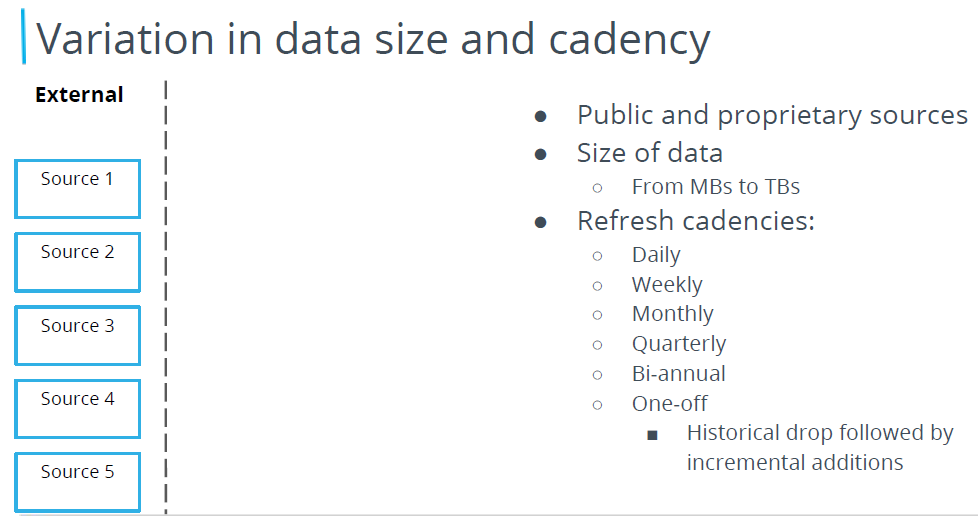 Variation in data size and cadency
External
Source 1
Source 2
Source 3
Source 4
Source 5
● Public and proprietary sources
● Size of data
○ From MBs to TBs
● Refresh cadencies:
○ Daily
○ Weekly
○ Monthly
○ Quarterly
○ Bi-annual
○ One-off
■ Historical drop followed by
incremental additions